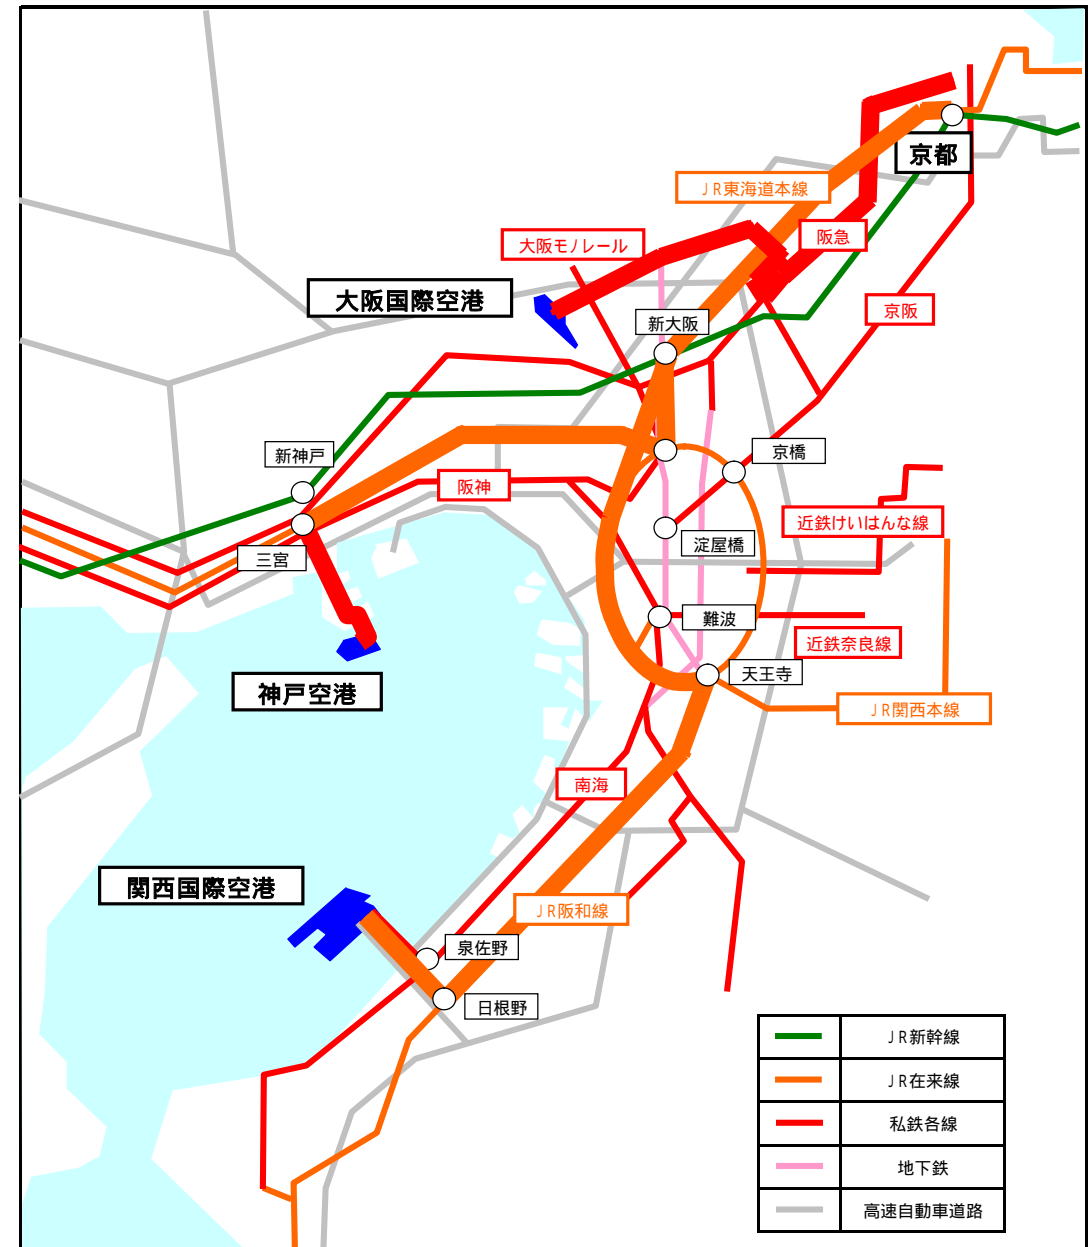 京都
JR東海道本線
阪急
大阪モノレール
大阪国際空港
京阪
新大阪
新神戸
京橋
阪神
近鉄けいはんな線
淀屋橋
三宮
難波
近鉄奈良線
天王寺
神戸空港
JR関西本線
南海
関西国際空港
JR阪和線
泉佐野
日根野
JR新幹線
JR在来線
私鉄各線
地下鉄
高速自動車道路